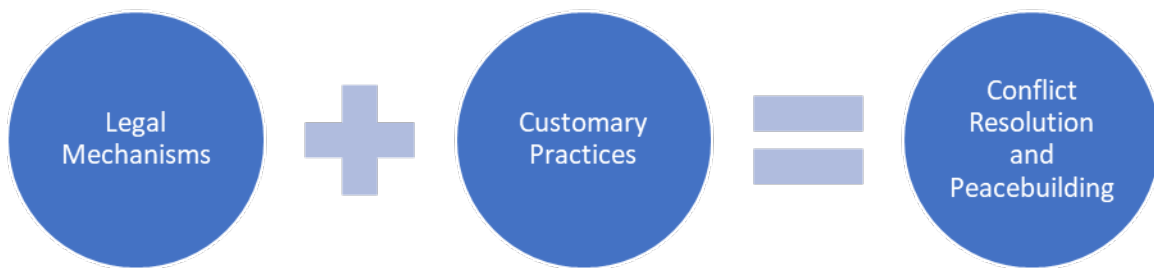 Legal
Mechanisms
Customary
Practices
Conflict
Resolution
and
Peacebuilding